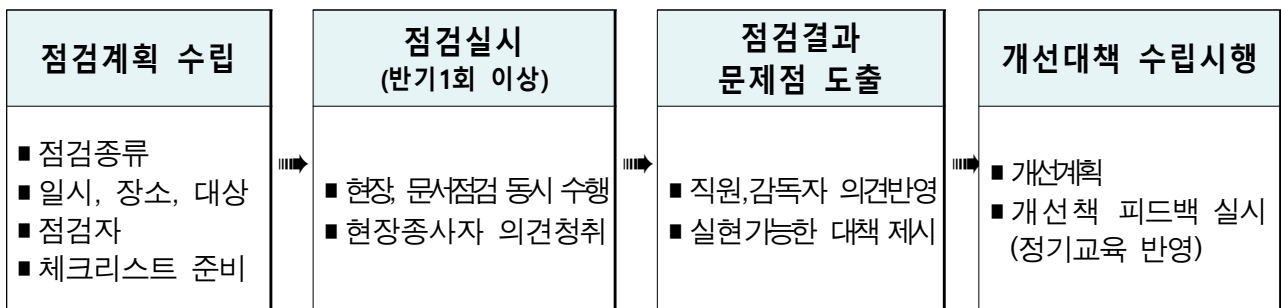 점검계획 수립
■ 점검종류
■ 일시, 장소, 대상
■ 점검자
■ 체크리스트 준비
점검실시
(반기1회 이상)
■ 현장, 문서점검 동시 수행
■ 현장종사자 의견청취
점검결과
문제점 도출
■ 직원,감독자 의견반영
■ 실현가능한 대책 제시
개선대책 수립시행
■ 개선계획
■ 개선책 피드백 실시
(정기교육 반영)